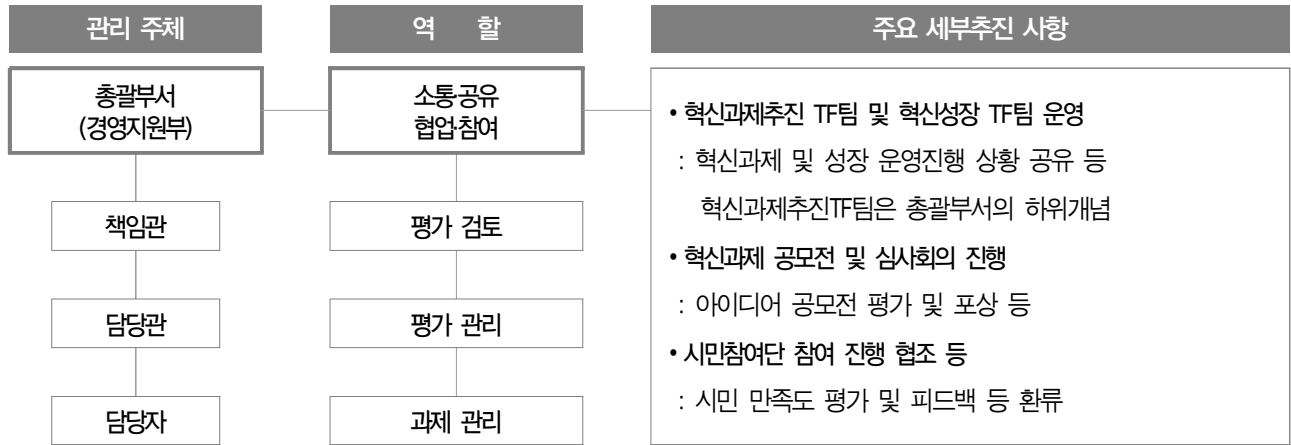 관리 주체
역 할
주요 세부추진 사항
총괄부서
(경영지원부)
소통·공유
협업·참여
• 혁신과제추진 TF팀 및 혁신성장 TF팀 운영
: 혁신과제 및 성장 운영진행 상황 공유 등
혁신과제추진TF팀은 총괄부서의 하위개념
• 혁신과제 공모전 및 심사회의 진행
: 아이디어 공모전 평가 및 포상 등
• 시민참여단 참여 진행 협조 등
: 시민 만족도 평가 및 피드백 등 환류
책임관
평가 검토
담당관
평가 관리
담당자
과제 관리